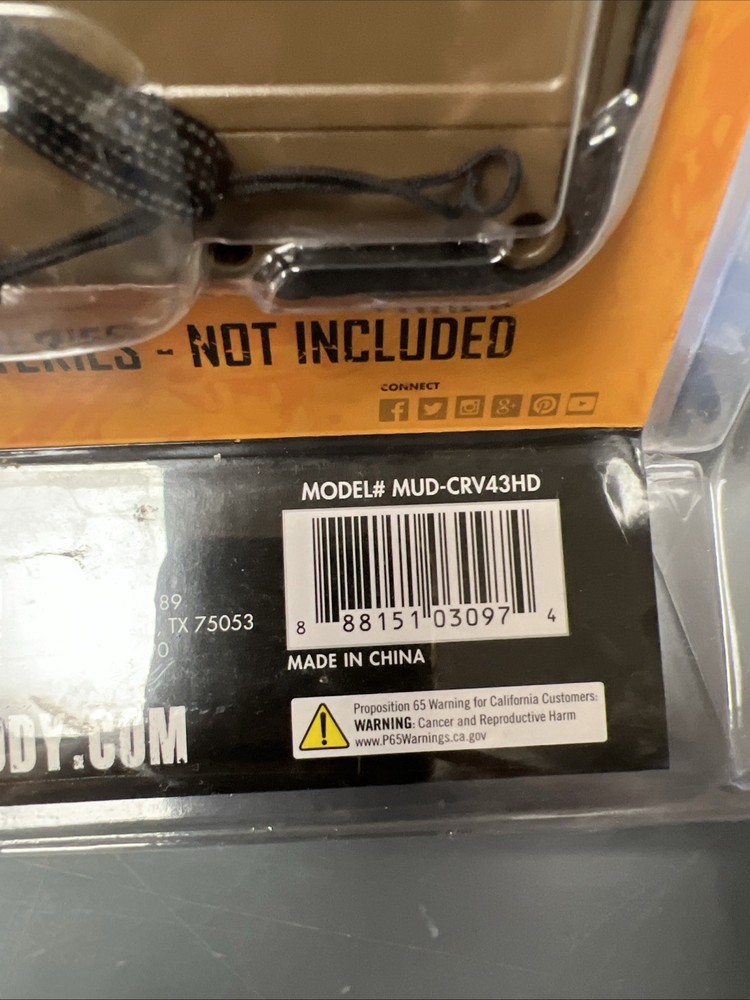 - NOT INCLUDED
CONNECT
MODEL# MUD-CRV43HD
8 88151 03097 4
89
, TX 75053
0
MADE IN CHINA
DDY.COM
Proposition 65 Warning for California Customers:
WARNING: Cancer and Reproductive Harm
www.P65Warnings.ca.gov